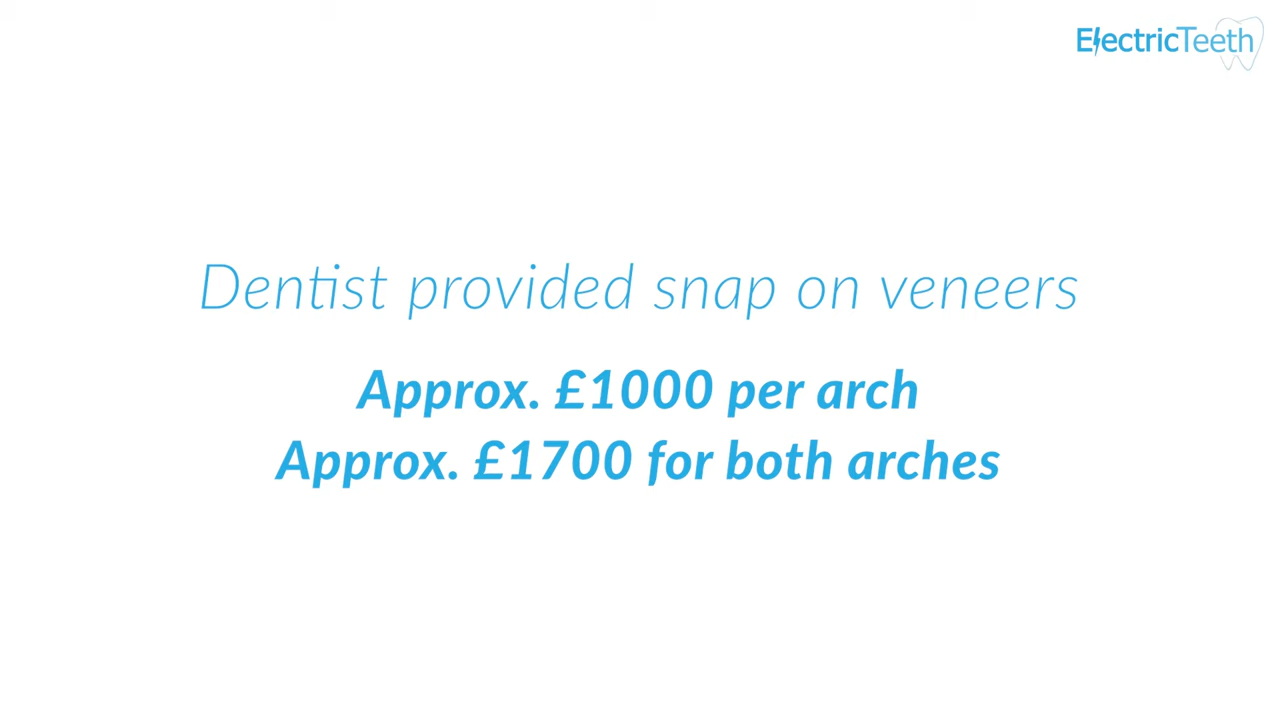 ElectricTeeth
Dentist provided snap on veneers
Approx. £1000 per arch
Approx. £1700 for both arches